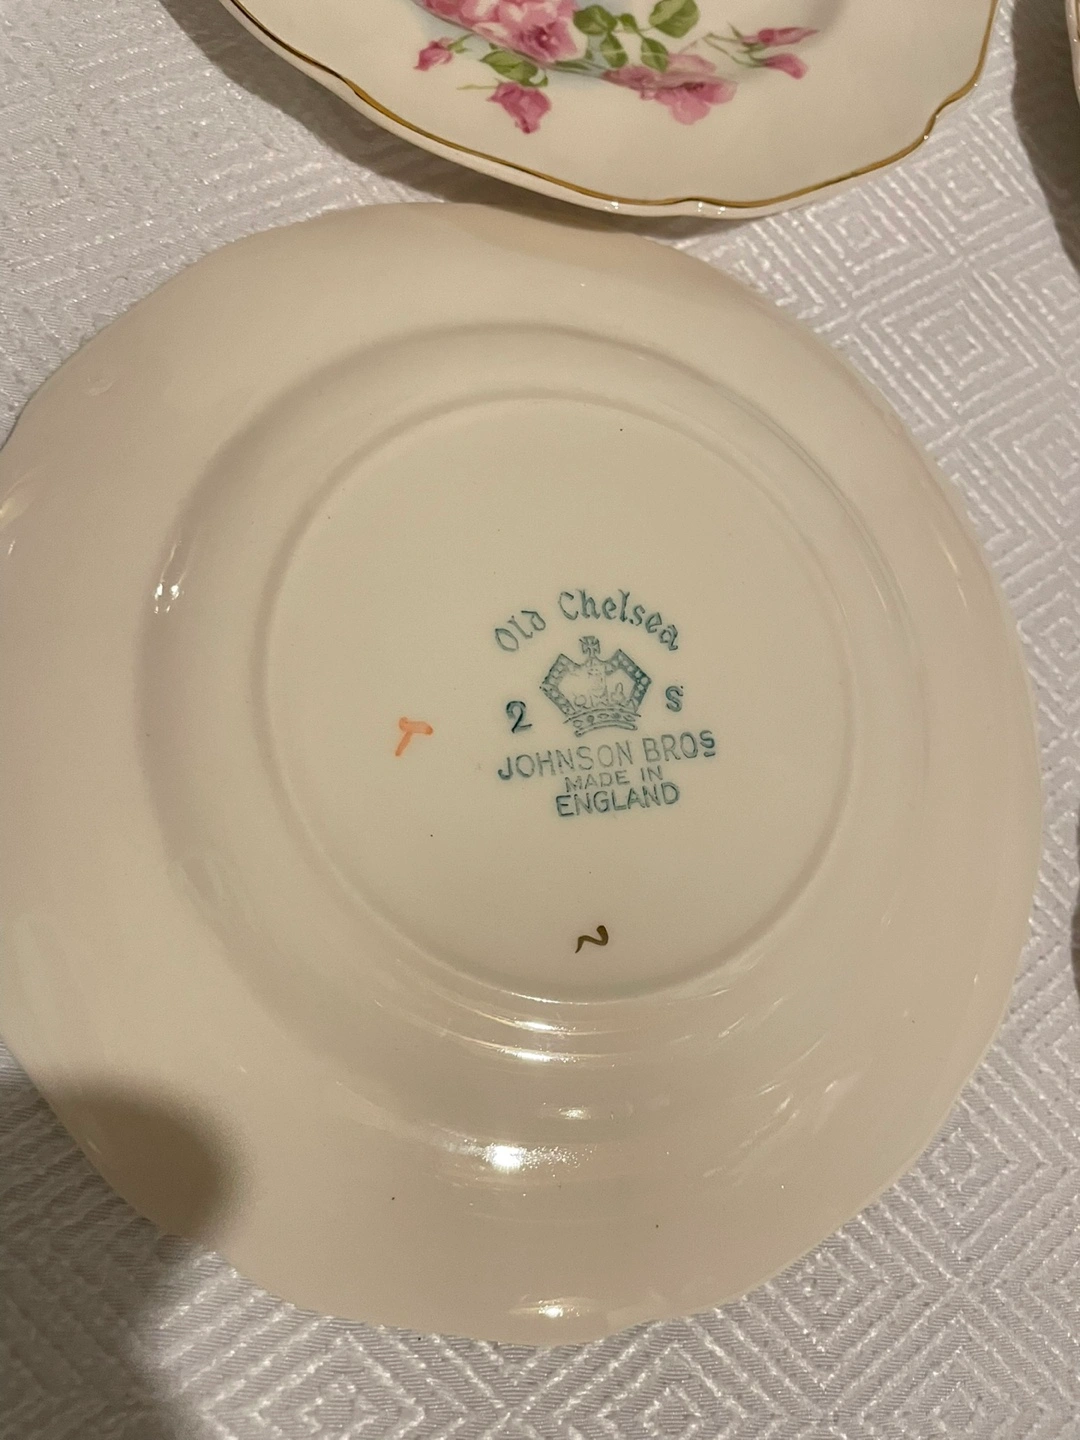 Old Chelsea
2 S
JOHNSON BROS
MADE IN
ENGLAND